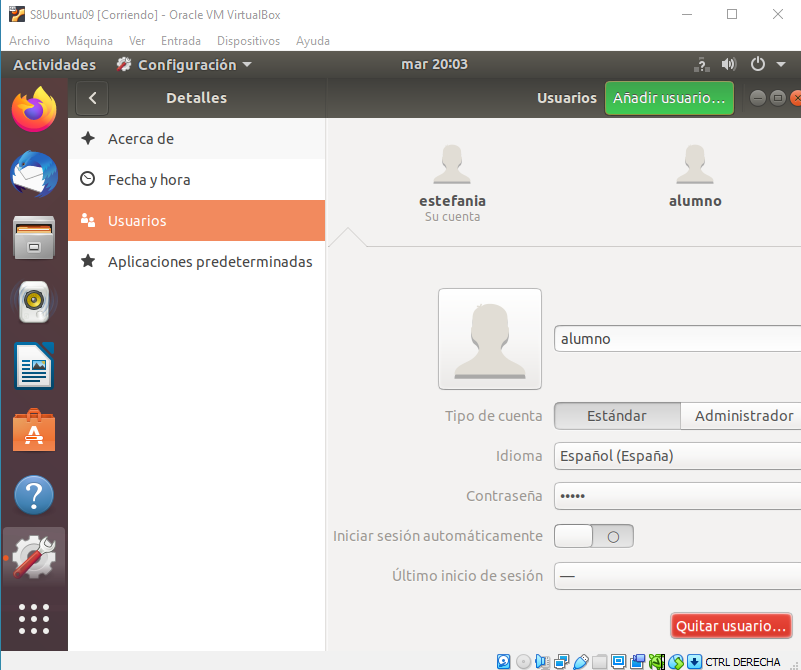 S8Ubuntu09 [Corriendo] - Oracle VM VirtualBox
Archivo Máquina Ver Entrada Dispositivos Ayuda
Actividades Configuración mar 20:03
Detalles Usuarios Añadir usuario...
Acerca de
Fecha y hora
Usuarios
Aplicaciones predeterminadas
estefania alumno
Su cuenta
alumno
Tipo de cuenta Estándar Administrador
Idioma Español (España)
Contraseña •••••
Iniciar sesión automáticamente
Último inicio de sesión —
Quitar usuario...
CTRL DERECHA